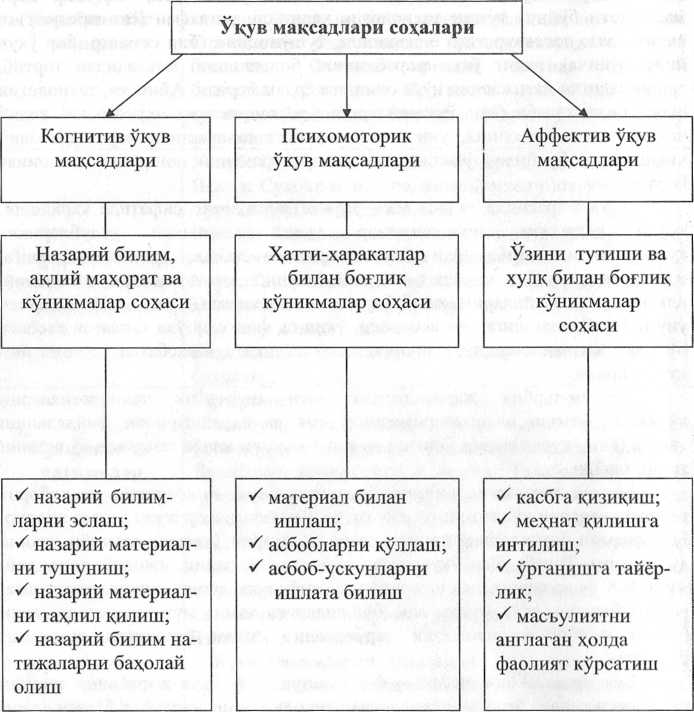 Ўқув мақсадлари соҳалари
Когнитив ўқув
мақсадлари
Психомоторик
ўқув мақсадлари
Аффектив ўқув
мақсадлари
Назарий билим,
ақлий маҳорат ва
кўникмалар соҳаси
Ҳатти-ҳаракатлар
билан боғлиқ
кўникмалар соҳаси
Ўзини тутиши ва
хулк билан боғлиқ
кўникмалар
соҳаси
✓ назарий билим-
ларни эслаш;
✓ назарий материал-
ни тушуниш;
✓ назарий материал-
ни таҳлил қилиш;
✓ назарий билим на-
тижаларни баҳолай
олиш
✓ материал билан
ишлаш;
✓ асбобларни қўллаш;
✓ асбоб-ускуналарни
ишлата билиш
✓ касбга қизиқиш;
✓ меҳнат қилишга
интилиш;
✓ ўрганишга тайёр-
лик;
✓ масъулиятни
англаган ҳолда
фаолият кўрсатиш